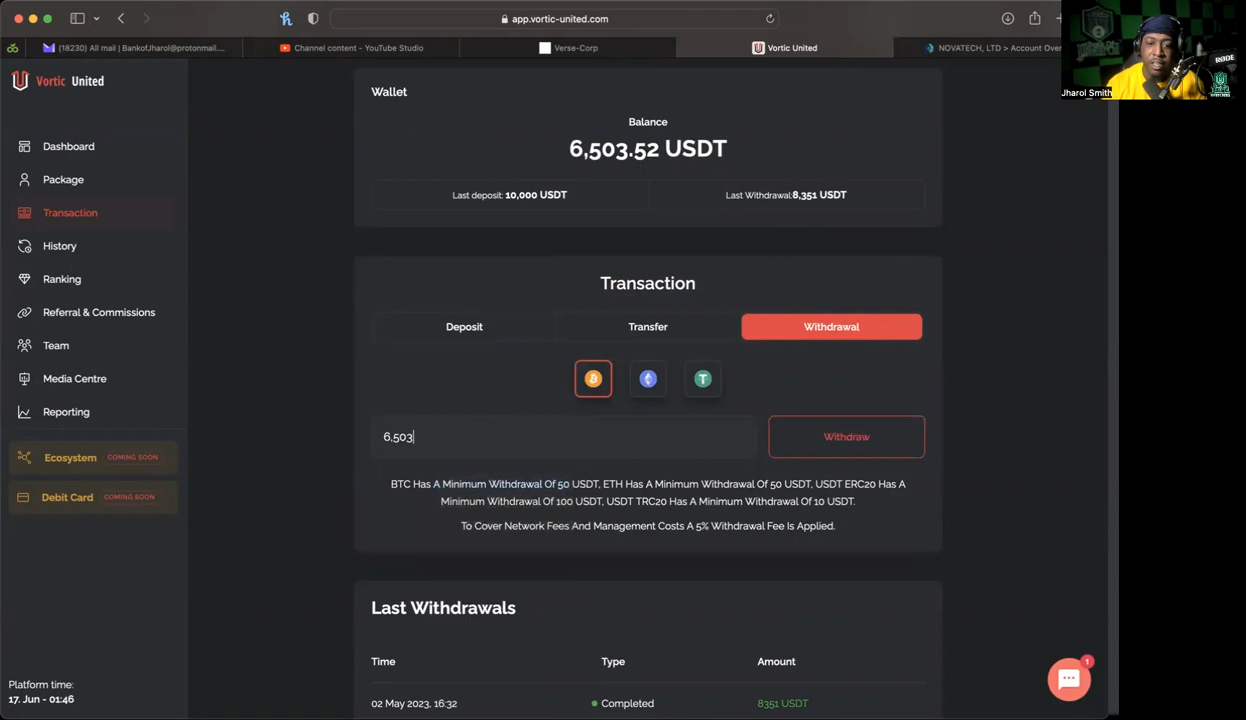 app.vortic-united.com
(18230) All mail | BankofJharol@protonmail....
Channel content - YouTube Studio
Verse-Corp
Vortic United
NOVATECH, LTD > Account Over
RØDE
Jharol Smith
Vortic United
Dashboard
Package
Transaction
History
Ranking
Referral & Commissions
Team
Media Centre
Reporting
Ecosystem COMING SOON
Debit Card COMING SOON
Platform time:
17. Jun - 01:46
Wallet
Balance
6,503.52 USDT
Last deposit: 10,000 USDT
Last Withdrawal:8,351 USDT
Transaction
Deposit
Transfer
Withdrawal
6,503
Withdraw
BTC Has A Minimum Withdrawal Of 50 USDT, ETH Has A Minimum Withdrawal Of 50 USDT, USDT ERC20 Has A
Minimum Withdrawal Of 100 USDT, USDT TRC20 Has A Minimum Withdrawal Of 10 USDT.
To Cover Network Fees And Management Costs A 5% Withdrawal Fee Is Applied.
Last Withdrawals
Time Type Amount
02 May 2023, 16:32 Completed 8351 USDT
1